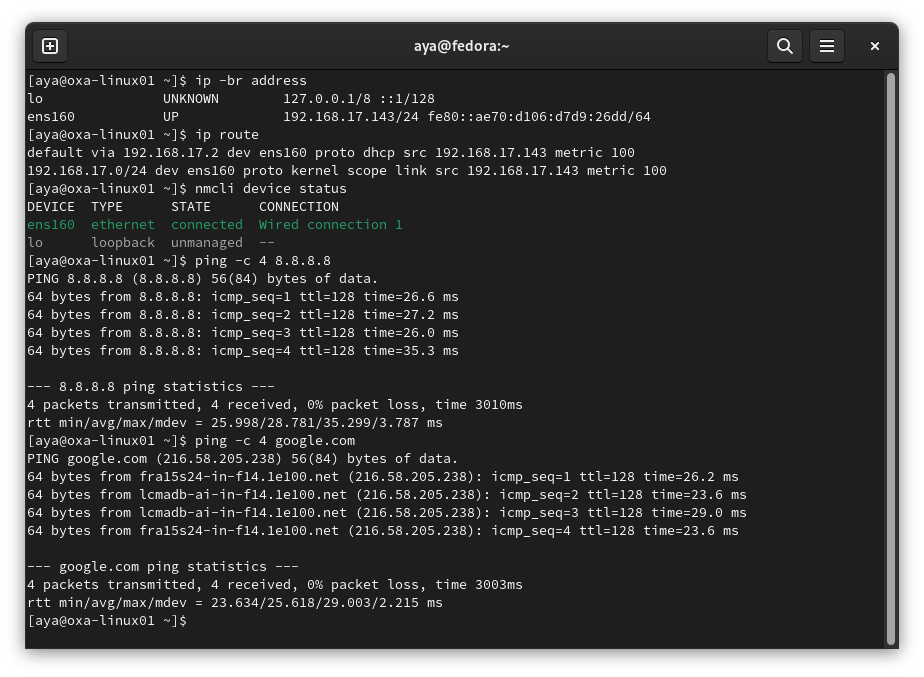 aya@fedora:~
[aya@oxa-linux01 ~]$ ip -br address
lo               UNKNOWN        127.0.0.1/8 ::1/128
ens160           UP             192.168.17.143/24 fe80::ae70:d106:d7d9:26dd/64
[aya@oxa-linux01 ~]$ ip route
default via 192.168.17.2 dev ens160 proto dhcp src 192.168.17.143 metric 100
192.168.17.0/24 dev ens160 proto kernel scope link src 192.168.17.143 metric 100
[aya@oxa-linux01 ~]$ nmcli device status
DEVICE  TYPE      STATE      CONNECTION
ens160  ethernet  connected  Wired connection 1
lo      loopback  unmanaged  --
[aya@oxa-linux01 ~]$ ping -c 4 8.8.8.8
PING 8.8.8.8 (8.8.8.8) 56(84) bytes of data.
64 bytes from 8.8.8.8: icmp_seq=1 ttl=128 time=26.6 ms
64 bytes from 8.8.8.8: icmp_seq=2 ttl=128 time=27.2 ms
64 bytes from 8.8.8.8: icmp_seq=3 ttl=128 time=26.0 ms
64 bytes from 8.8.8.8: icmp_seq=4 ttl=128 time=35.3 ms

--- 8.8.8.8 ping statistics ---
4 packets transmitted, 4 received, 0% packet loss, time 3010ms
rtt min/avg/max/mdev = 25.998/28.781/35.299/3.787 ms
[aya@oxa-linux01 ~]$ ping -c 4 google.com
PING google.com (216.58.205.238) 56(84) bytes of data.
64 bytes from fra15s24-in-f14.1e100.net (216.58.205.238): icmp_seq=1 ttl=128 time=26.2 ms
64 bytes from lcmadb-ai-in-f14.1e100.net (216.58.205.238): icmp_seq=2 ttl=128 time=23.6 ms
64 bytes from lcmadb-ai-in-f14.1e100.net (216.58.205.238): icmp_seq=3 ttl=128 time=29.0 ms
64 bytes from fra15s24-in-f14.1e100.net (216.58.205.238): icmp_seq=4 ttl=128 time=23.6 ms

--- google.com ping statistics ---
4 packets transmitted, 4 received, 0% packet loss, time 3003ms
rtt min/avg/max/mdev = 23.634/25.618/29.003/2.215 ms
[aya@oxa-linux01 ~]$